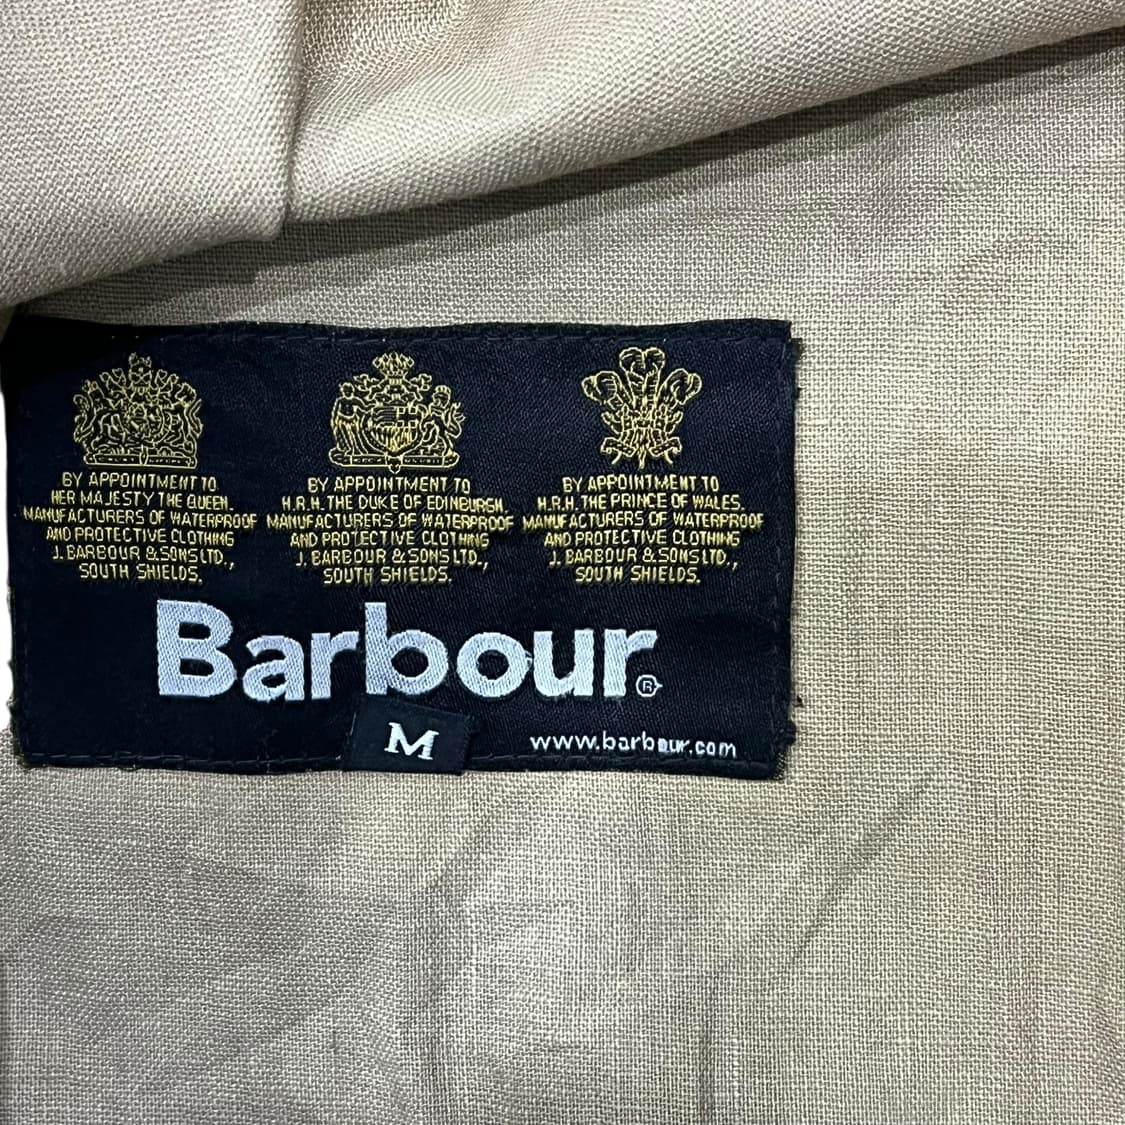 BY APPOINTMENT TO
HER MAJESTY THE QUEEN.
MANUFACTURERS OF WATERPROOF
AND PROTECTIVE CLOTHING
J. BARBOUR & SONS LTD.,
SOUTH SHIELDS.
BY APPOINTMENT TO
H.R.H. THE DUKE OF EDINBURGH.
MANUFACTURERS OF WATERPROOF
AND PROTECTIVE CLOTHING
J. BARBOUR & SONS LTD.,
SOUTH SHIELDS.
BY APPOINTMENT TO
H.R.H. THE PRINCE OF WALES.
MANUFACTURERS OF WATERPROOF
AND PROTECTIVE CLOTHING
J. BARBOUR & SONS LTD.,
SOUTH SHIELDS.
Barbour®
M
www.barbour.com